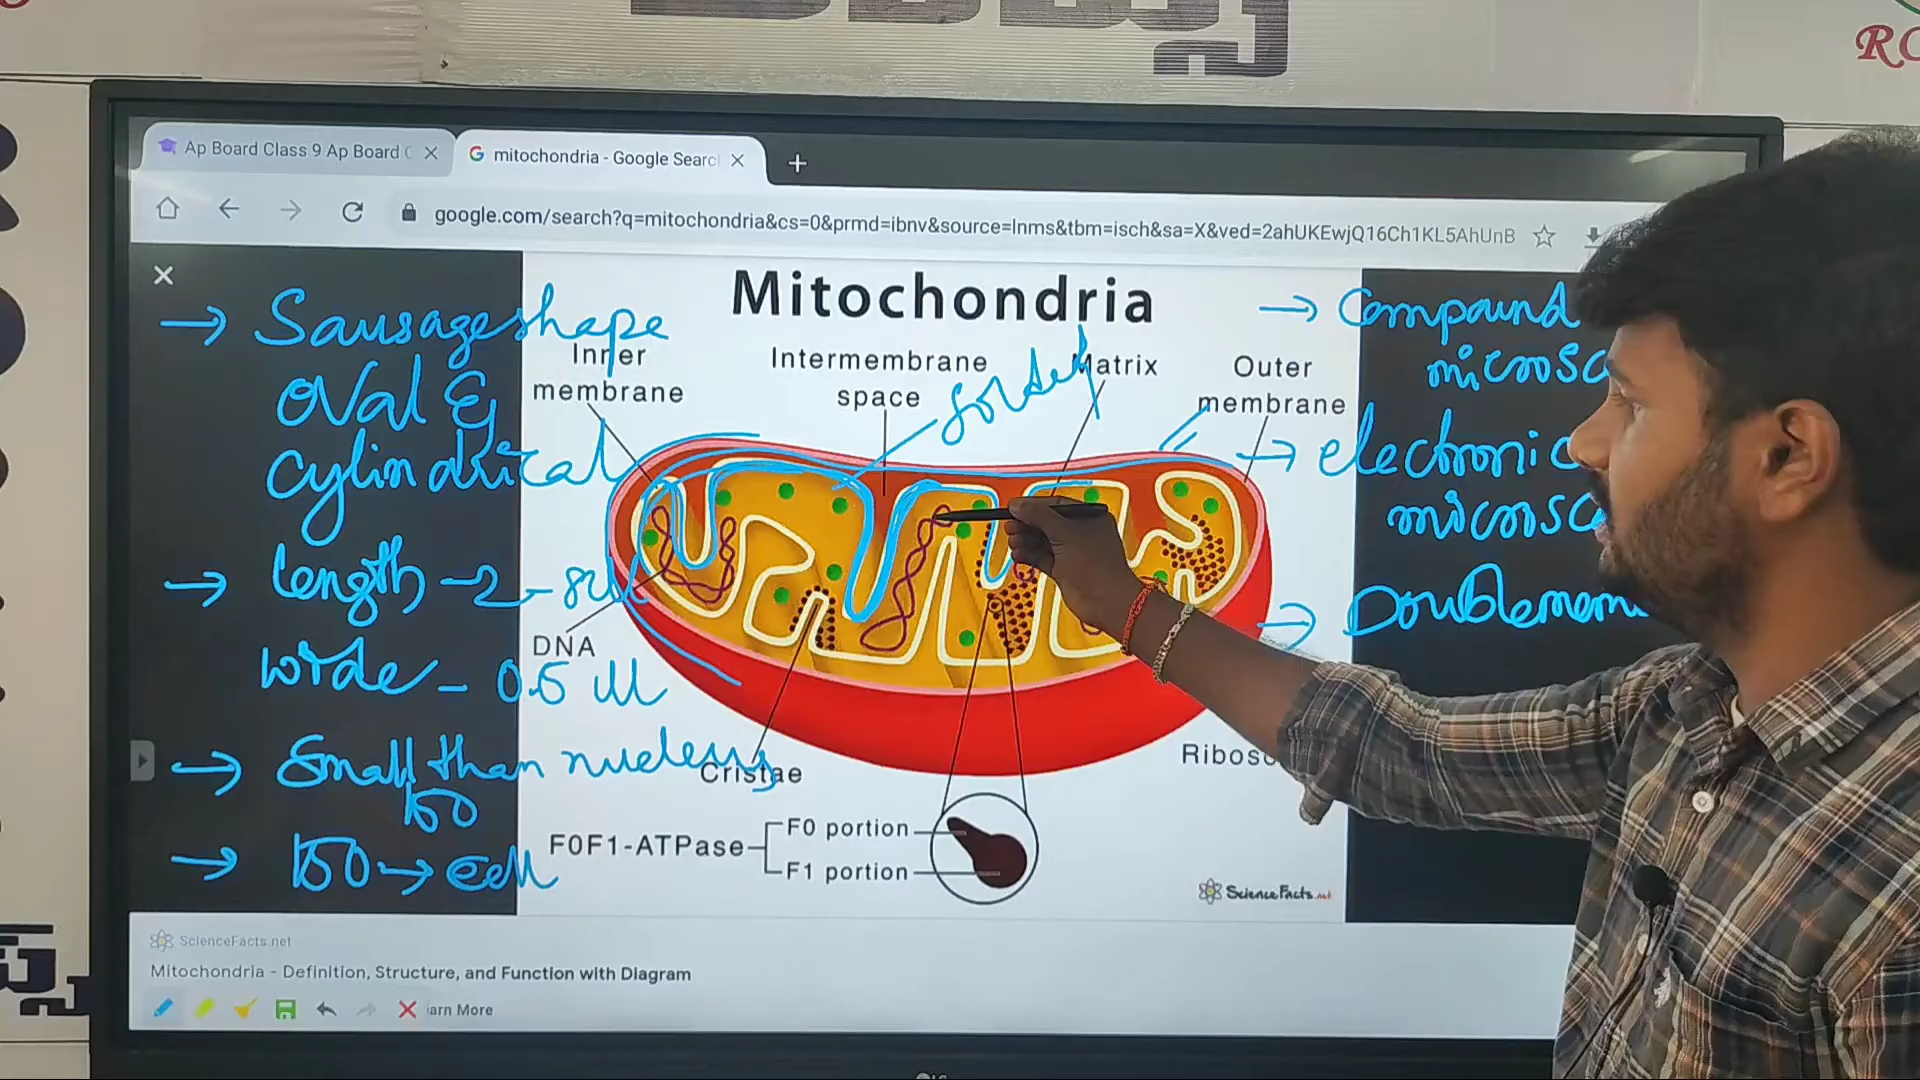 RC
Ap Board Class 9 Ap Board C
mitochondria - Google Search
google.com/search?q=mitochondria&cs=0&prmd=ibnv&source=lnms&tbm=isch&sa=X&ved=2ahUKEwjQ16Ch1KL5AhUnB
Mitochondria
Inner
membrane
Intermembrane
space
Matrix
Outer
membrane
DNA
Cristae
Riboso
F0F1-ATPase
F0 portion
F1 portion
ScienceFacts.net
→ Sausage shape
oval &
cylindrical
→ length - 2 - 8 µ
wide - 0.5 µ
→ small than nucleus
150
→ 150 → cell
→ Compound
microsc
→ electronic
microsc
→ Doublemem
ScienceFacts.net
Mitochondria - Definition, Structure, and Function with Diagram
arn More